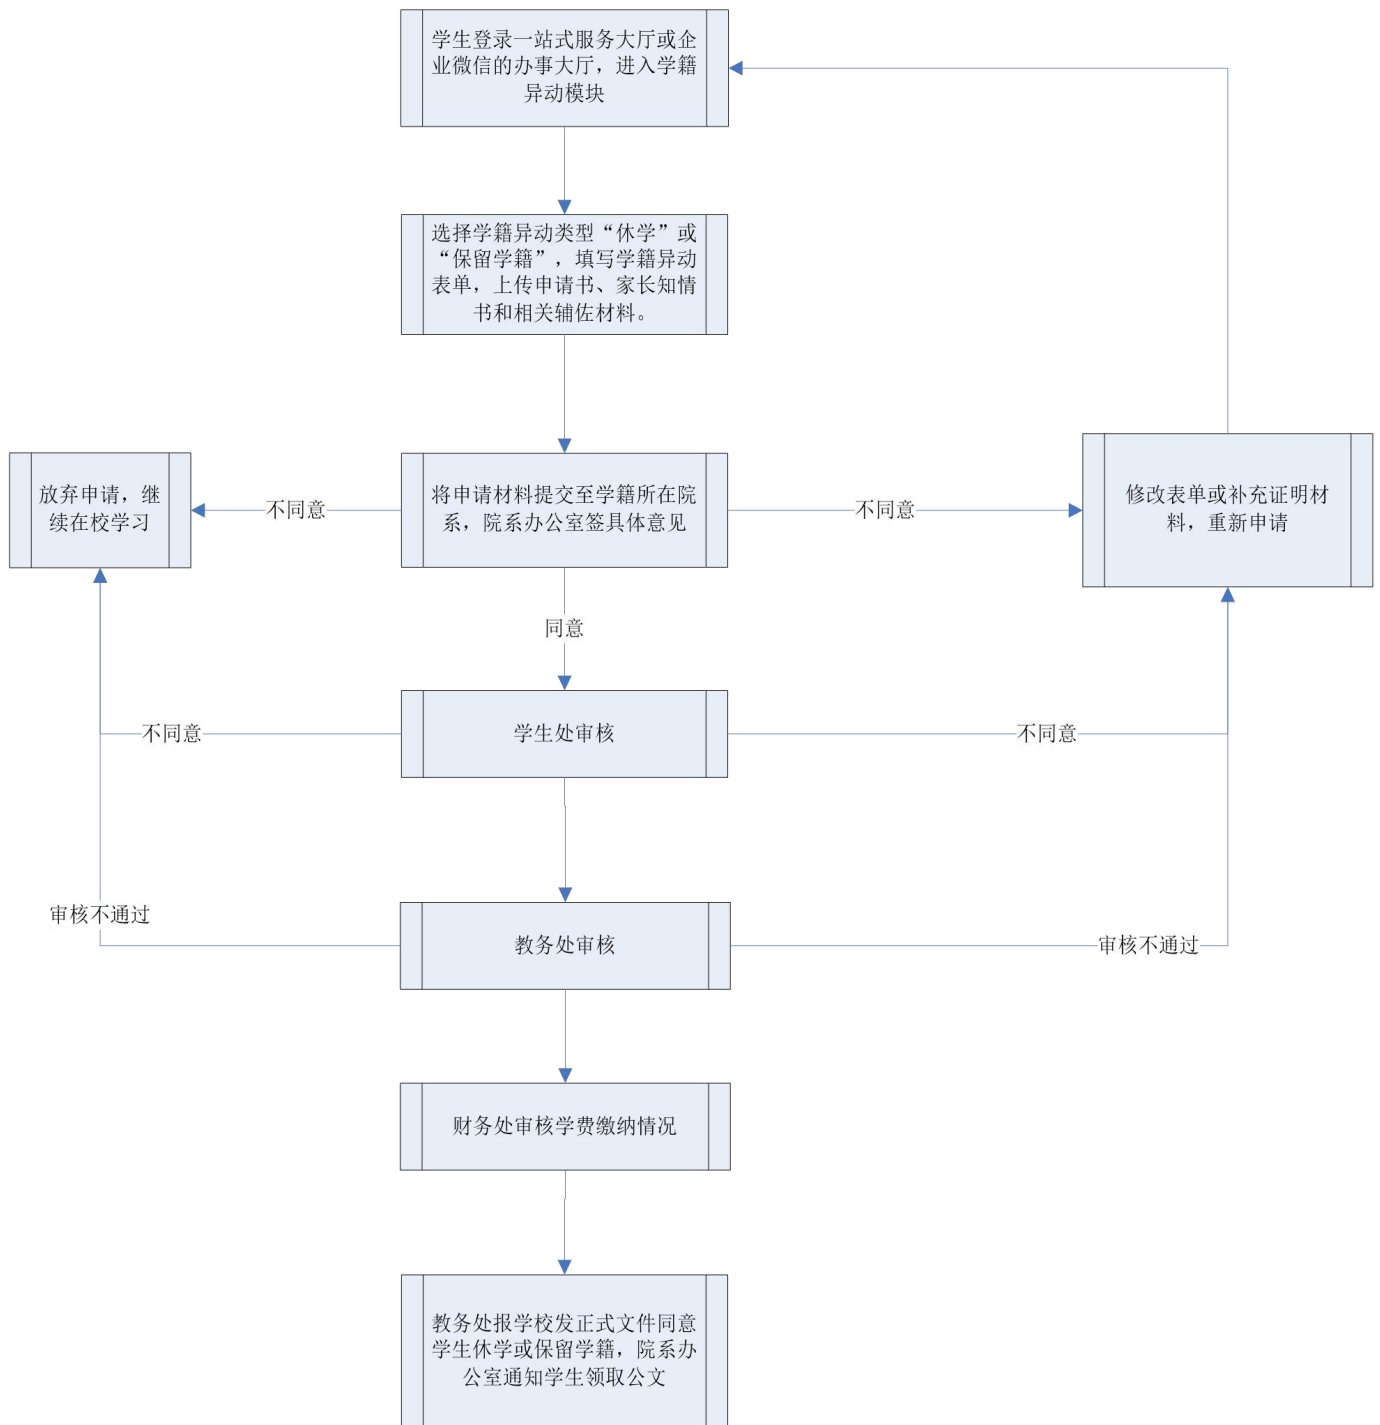 学生登录一站式服务大厅或企
业微信的办事大厅，进入学籍
异动模块
选择学籍异动类型“休学”或
“保留学籍”，填写学籍异动
表单，上传申请书、家长知情
书和相关辅佐材料。
放弃申请，继
续在校学习
不同意
将申请材料提交至学籍所在院
系，院系办公室签具体意见
不同意
修改表单或补充证明材
料，重新申请
同意
不同意
学生处审核
不同意
审核不通过
教务处审核
审核不通过
财务处审核学费缴纳情况
教务处报学校发正式文件同意
学生休学或保留学籍，院系办
公室通知学生领取公文